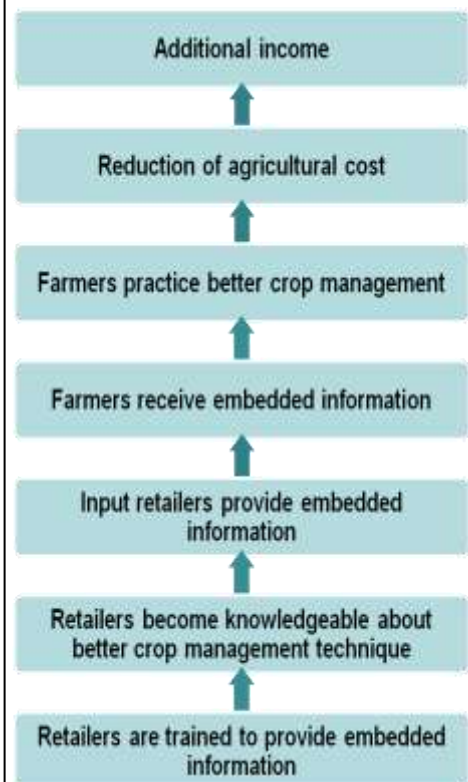 Additional income
Reduction of agricultural cost
Farmers practice better crop management
Farmers receive embedded information
Input retailers provide embedded
information
Retailers become knowledgeable about
better crop management technique
Retailers are trained to provide embedded
information